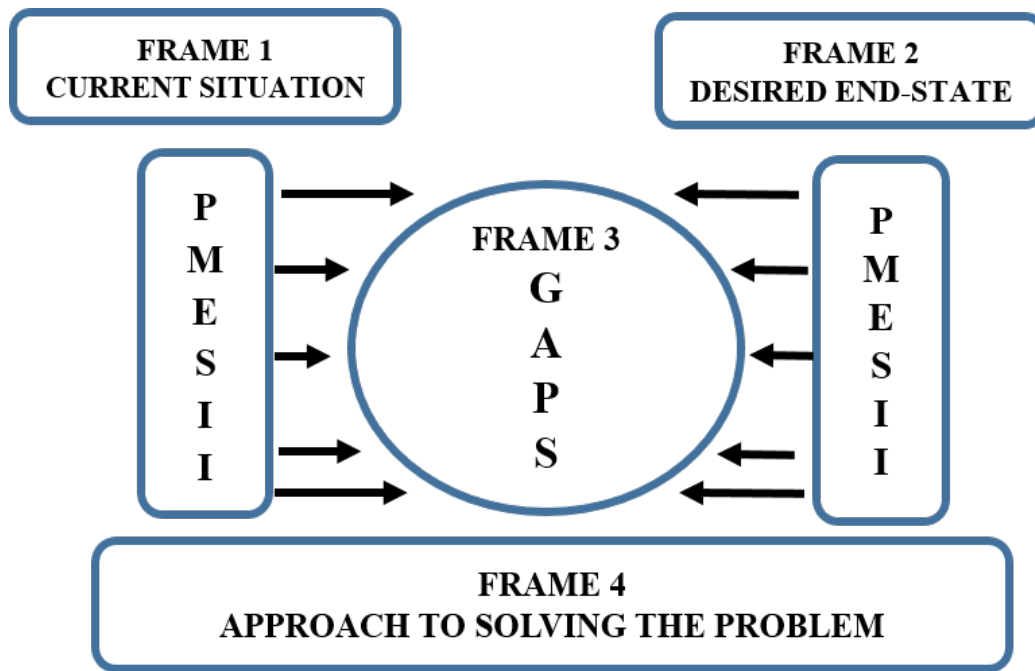 FRAME 1
CURRENT SITUATION
FRAME 2
DESIRED END-STATE
P
M
E
S
I
I
FRAME 3
G
A
P
S
P
M
E
S
I
I
FRAME 4
APPROACH TO SOLVING THE PROBLEM